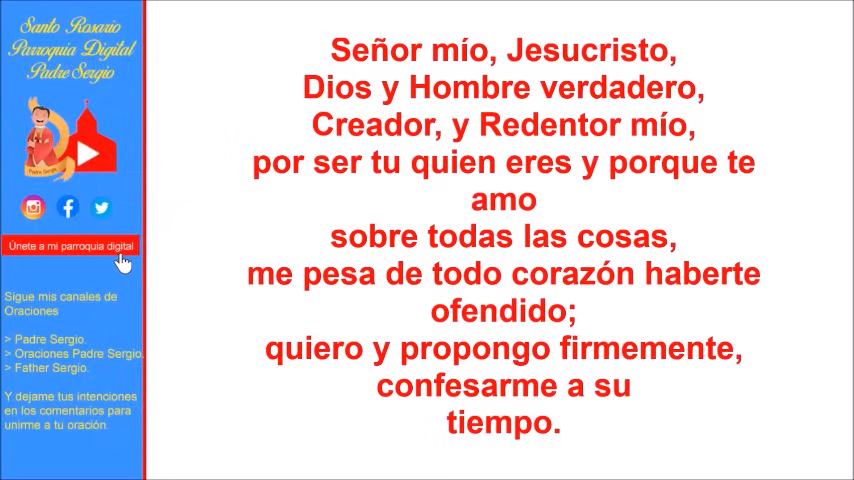 Santo Rosario
Parroquia Digital
Padre Sergio
Padre Sergio
Únete a mi parroquia digital
Sigue mis canales de
Oraciones
> Padre Sergio.
> Oraciones Padre Sergio.
> Father Sergio.
Y dejame tus intenciones
en los comentarios para
unirme a tu oración.
Señor mío, Jesucristo,
Dios y Hombre verdadero,
Creador, y Redentor mío,
por ser tu quien eres y porque te
amo
sobre todas las cosas,
me pesa de todo corazón haberte
ofendido;
quiero y propongo firmemente,
confesarme a su
tiempo.